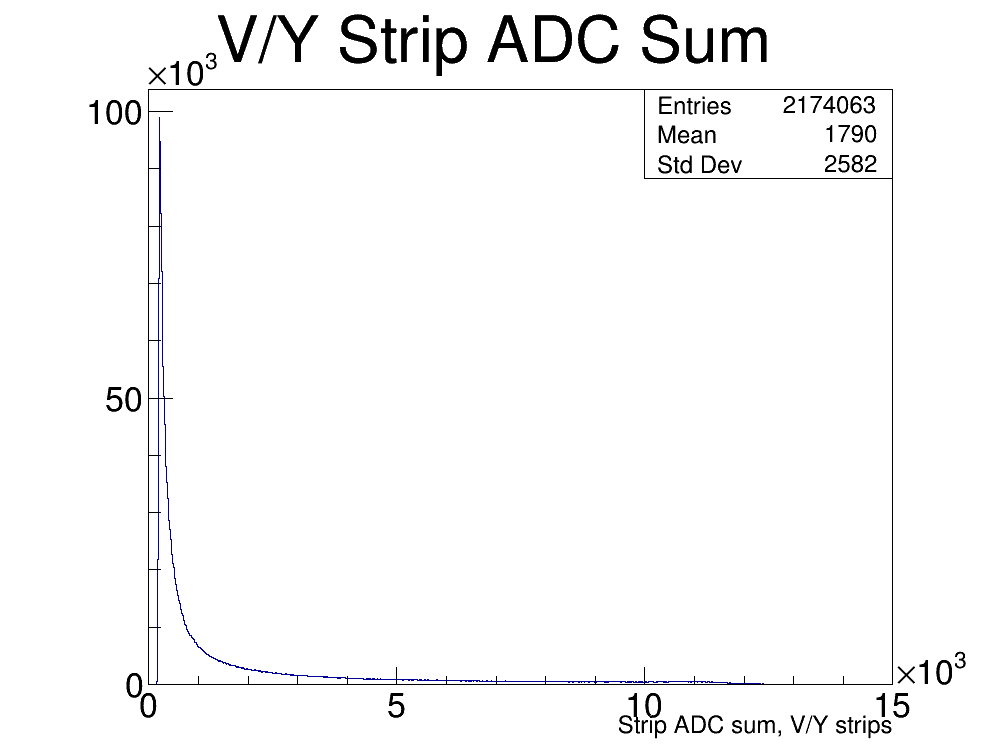 V/Y Strip ADC Sum
×10³
100
50
0
Entries 2174063
Mean 1790
Std Dev 2582
0 5 10 15
×10³
Strip ADC sum, V/Y strips